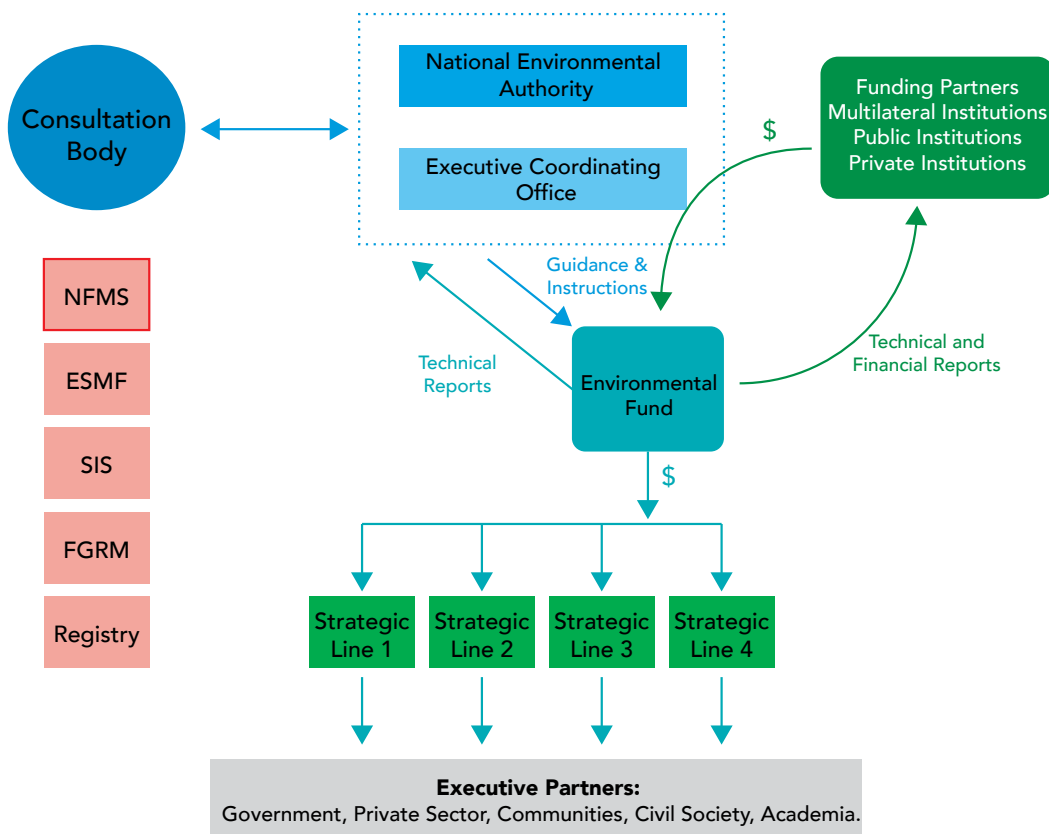 Consultation
Body
National Environmental
Authority
Executive Coordinating
Office
Funding Partners
Multilateral Institutions
Public Institutions
Private Institutions
$
Guidance &
Instructions
Technical
Reports
Environmental
Fund
Technical and
Financial Reports
$
NFMS
ESMF
SIS
FGRM
Registry
Strategic
Line 1
Strategic
Line 2
Strategic
Line 3
Strategic
Line 4
Executive Partners:
Government, Private Sector, Communities, Civil Society, Academia.